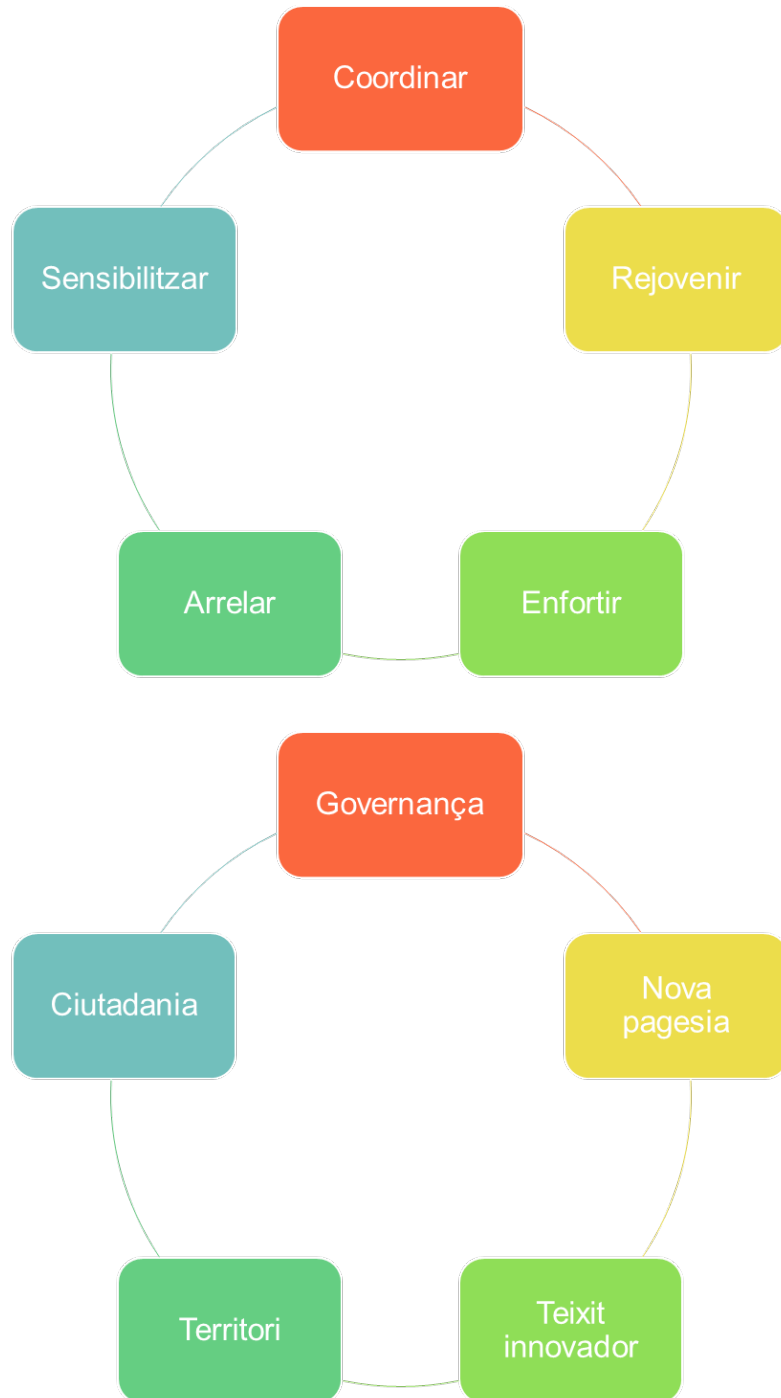 Coordinar
Sensibilitzar
Rejovenir
Arrelar
Enfortir
Governança
Ciutadania
Nova
pagesia
Territori
Teixit
innovador